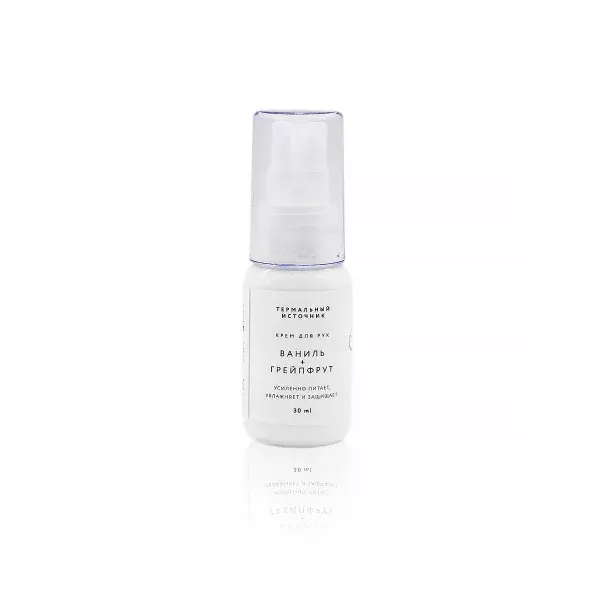 ТЕРМАЛЬНЫЙ
ИСТОЧНИК
КРЕМ ДЛЯ РУК
ВАНИЛЬ
+
ГРЕЙПФРУТ
УСИЛЕННО ПИТАЕТ,
УВЛАЖНЯЕТ И ЗАЩИЩАЕТ
30 ml